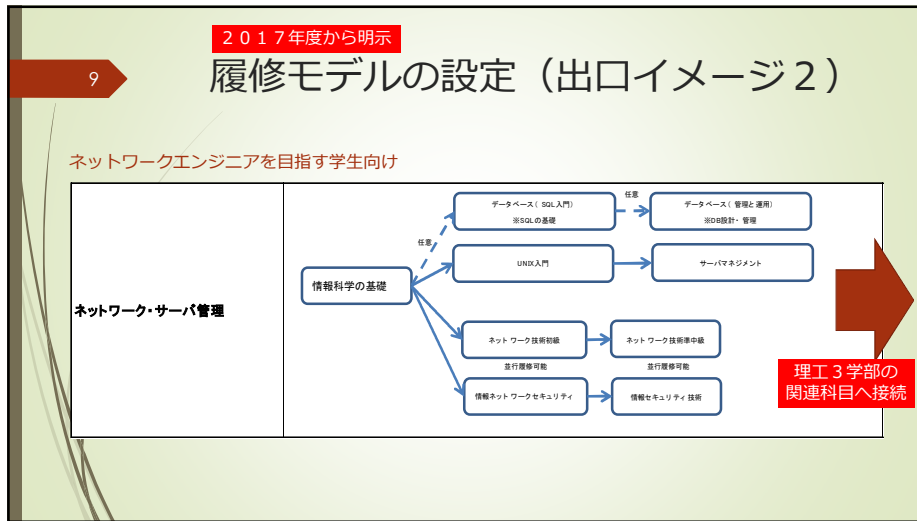 ２０１７年度から明示
9
履修モデルの設定（出口イメージ２）
ネットワークエンジニアを目指す学生向け
ネットワーク・サーバ管理
情報科学の基礎
任意
データベース（SQL入門）
※SQLの基礎
任意
データベース（管理と運用）
※DB設計・管理
UNIX入門
サーバマネジメント
ネットワーク技術初級
ネットワーク技術準中級
並行履修可能
並行履修可能
情報ネットワークセキュリティ
情報セキュリティ技術
理工３学部の
関連科目へ接続